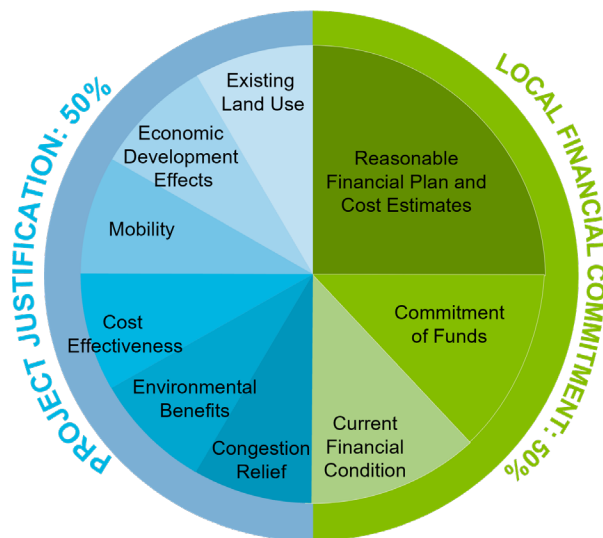 PROJECT JUSTIFICATION: 50%
Existing
Land Use
Economic
Development
Effects
Mobility
Cost
Effectiveness
Environmental
Benefits
Congestion
Relief
LOCAL FINANCIAL COMMITMENT: 50%
Reasonable
Financial Plan and
Cost Estimates
Commitment
of Funds
Current
Financial
Condition